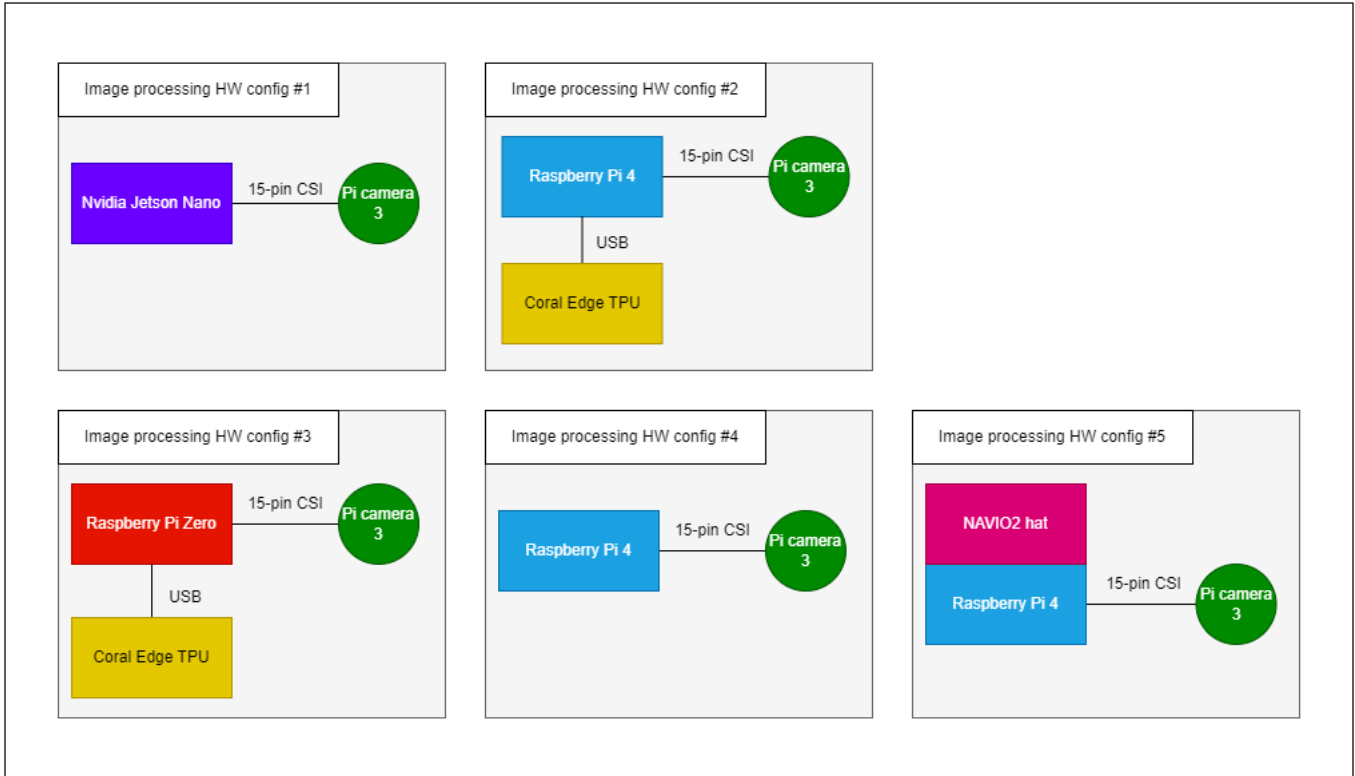 Image processing HW config #1
Nvidia Jetson Nano
15-pin CSI
Pi camera
3
Image processing HW config #2
Raspberry Pi 4
15-pin CSI
Pi camera
3
USB
Coral Edge TPU
Image processing HW config #3
Raspberry Pi Zero
15-pin CSI
Pi camera
3
USB
Coral Edge TPU
Image processing HW config #4
Raspberry Pi 4
15-pin CSI
Pi camera
3
Image processing HW config #5
NAVIO2 hat
Raspberry Pi 4
15-pin CSI
Pi camera
3